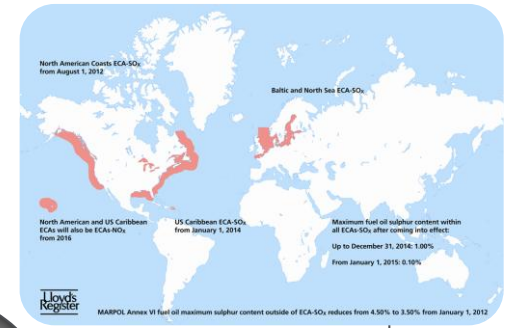 North American Coasts ECA-SOx
from August 1, 2012
Baltic and North Sea ECA-SOx
North American and US Caribbean
ECAs will also be ECAs-NOx
from 2016
US Caribbean ECA-SOx
from January 1, 2014
Maximum fuel oil sulphur content within
all ECAs-SOx after coming into effect:
Up to December 31, 2014: 1.00%
From January 1, 2015: 0.10%
Lloyd's
Register
MARPOL Annex VI fuel oil maximum sulphur content outside of ECA-SOx reduces from 4.50% to 3.50% from January 1, 2012